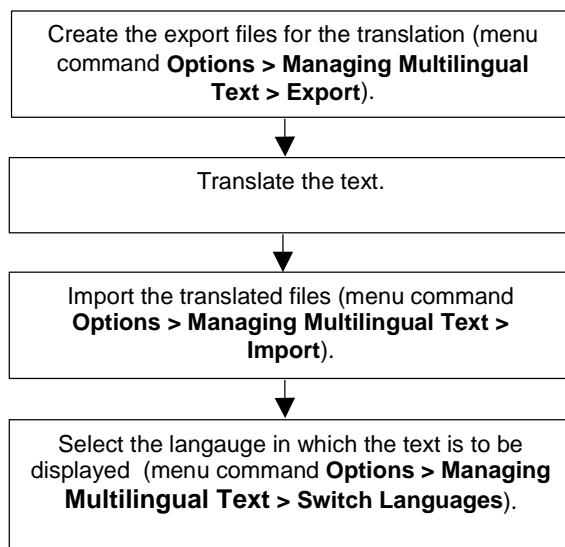 Create the export files for the translation (menu
command Options > Managing Multilingual
Text > Export).
Translate the text.
Import the translated files (menu command
Options > Managing Multilingual Text >
Import).
Select the langauge in which the text is to be
displayed  (menu command Options > Managing
Multilingual Text > Switch Languages).